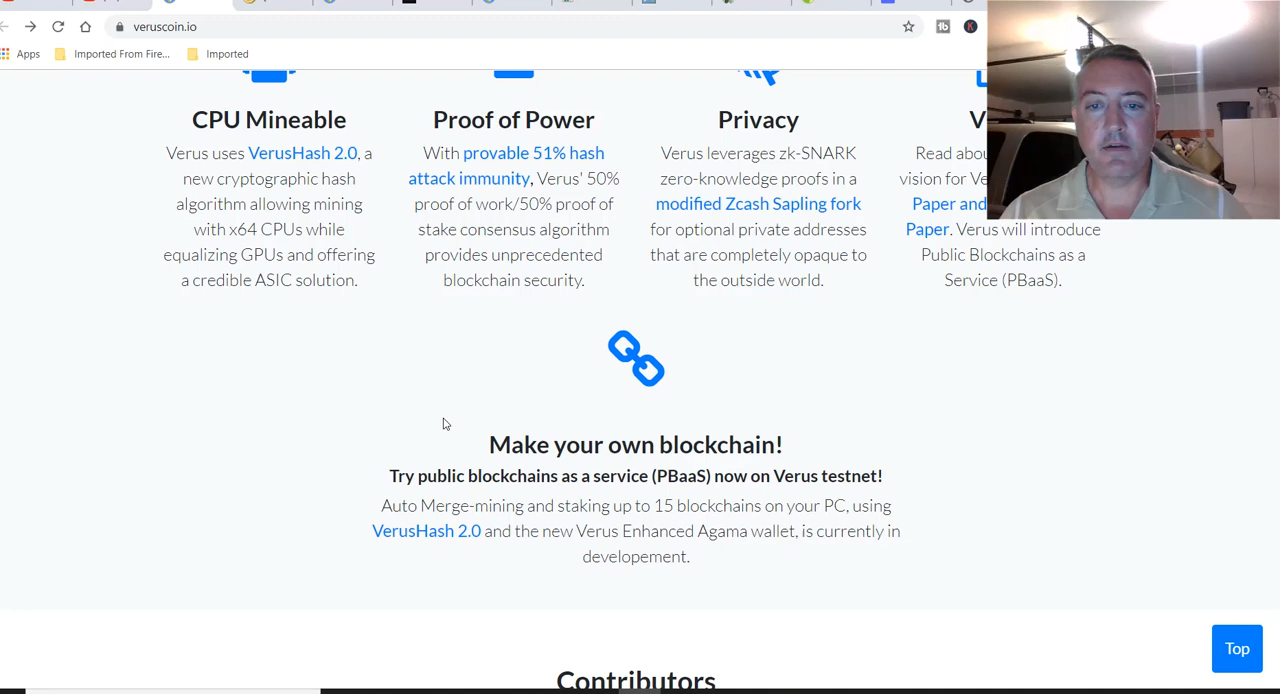 veruscoin.io
Apps
Imported From Fire...
Imported
CPU Mineable
Verus uses VerusHash 2.0, a
new cryptographic hash
algorithm allowing mining
with x64 CPUs while
equalizing GPUs and offering
a credible ASIC solution.
Proof of Power
With provable 51% hash
attack immunity, Verus' 50%
proof of work/50% proof of
stake consensus algorithm
provides unprecedented
blockchain security.
Privacy
Verus leverages zk-SNARK
zero-knowledge proofs in a
modified Zcash Sapling fork
for optional private addresses
that are completely opaque to
the outside world.
V
Read abou
vision for Ve
Paper and
Paper. Verus will introduce
Public Blockchains as a
Service (PBaaS).
Make your own blockchain!
Try public blockchains as a service (PBaaS) now on Verus testnet!
Auto Merge-mining and staking up to 15 blockchains on your PC, using
VerusHash 2.0 and the new Verus Enhanced Agama wallet, is currently in
developement.
Top
Contributors